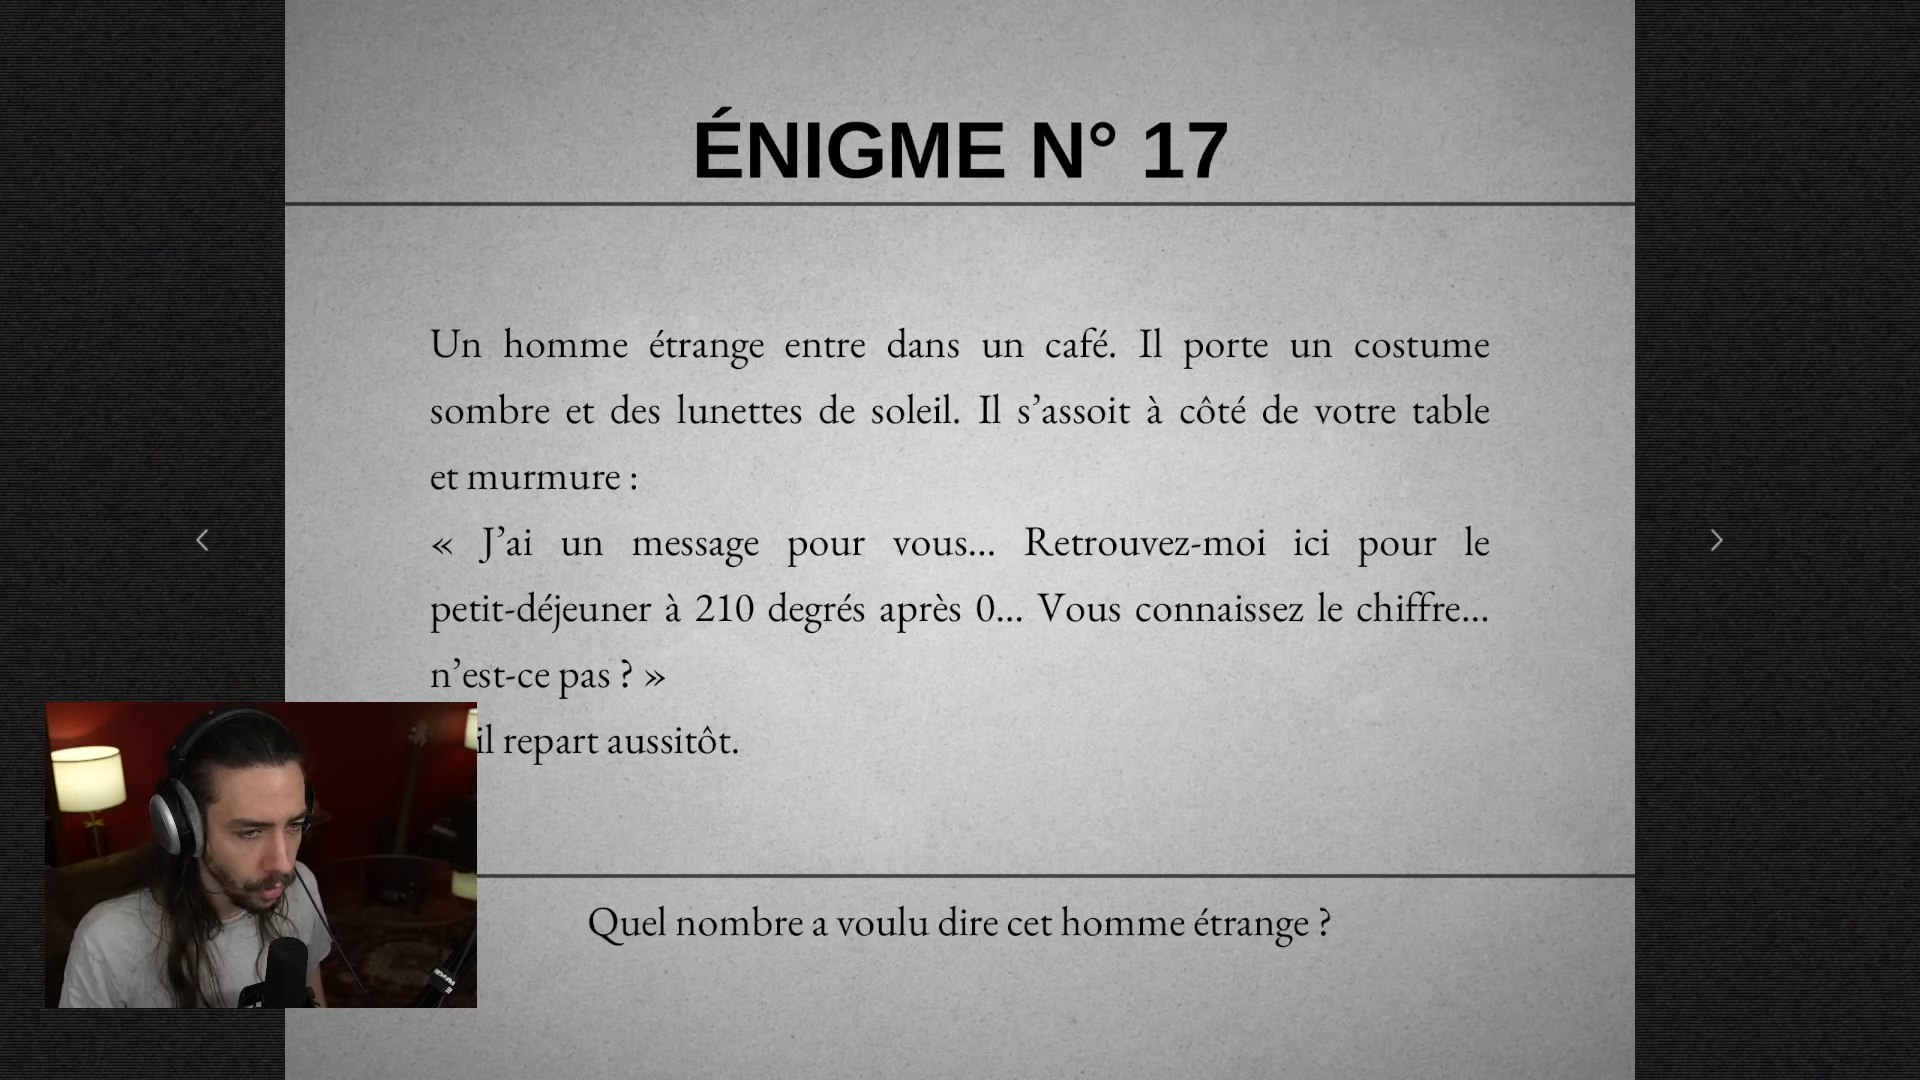 ÉNIGME N° 17
Un homme étrange entre dans un café. Il porte un costume
sombre et des lunettes de soleil. Il s’assoit à côté de votre table
et murmure :
« J’ai un message pour vous... Retrouvez-moi ici pour le
petit-déjeuner à 210 degrés après 0... Vous connaissez le chiffre...
n’est-ce pas ? »
il repart aussitôt.
Quel nombre a voulu dire cet homme étrange ?